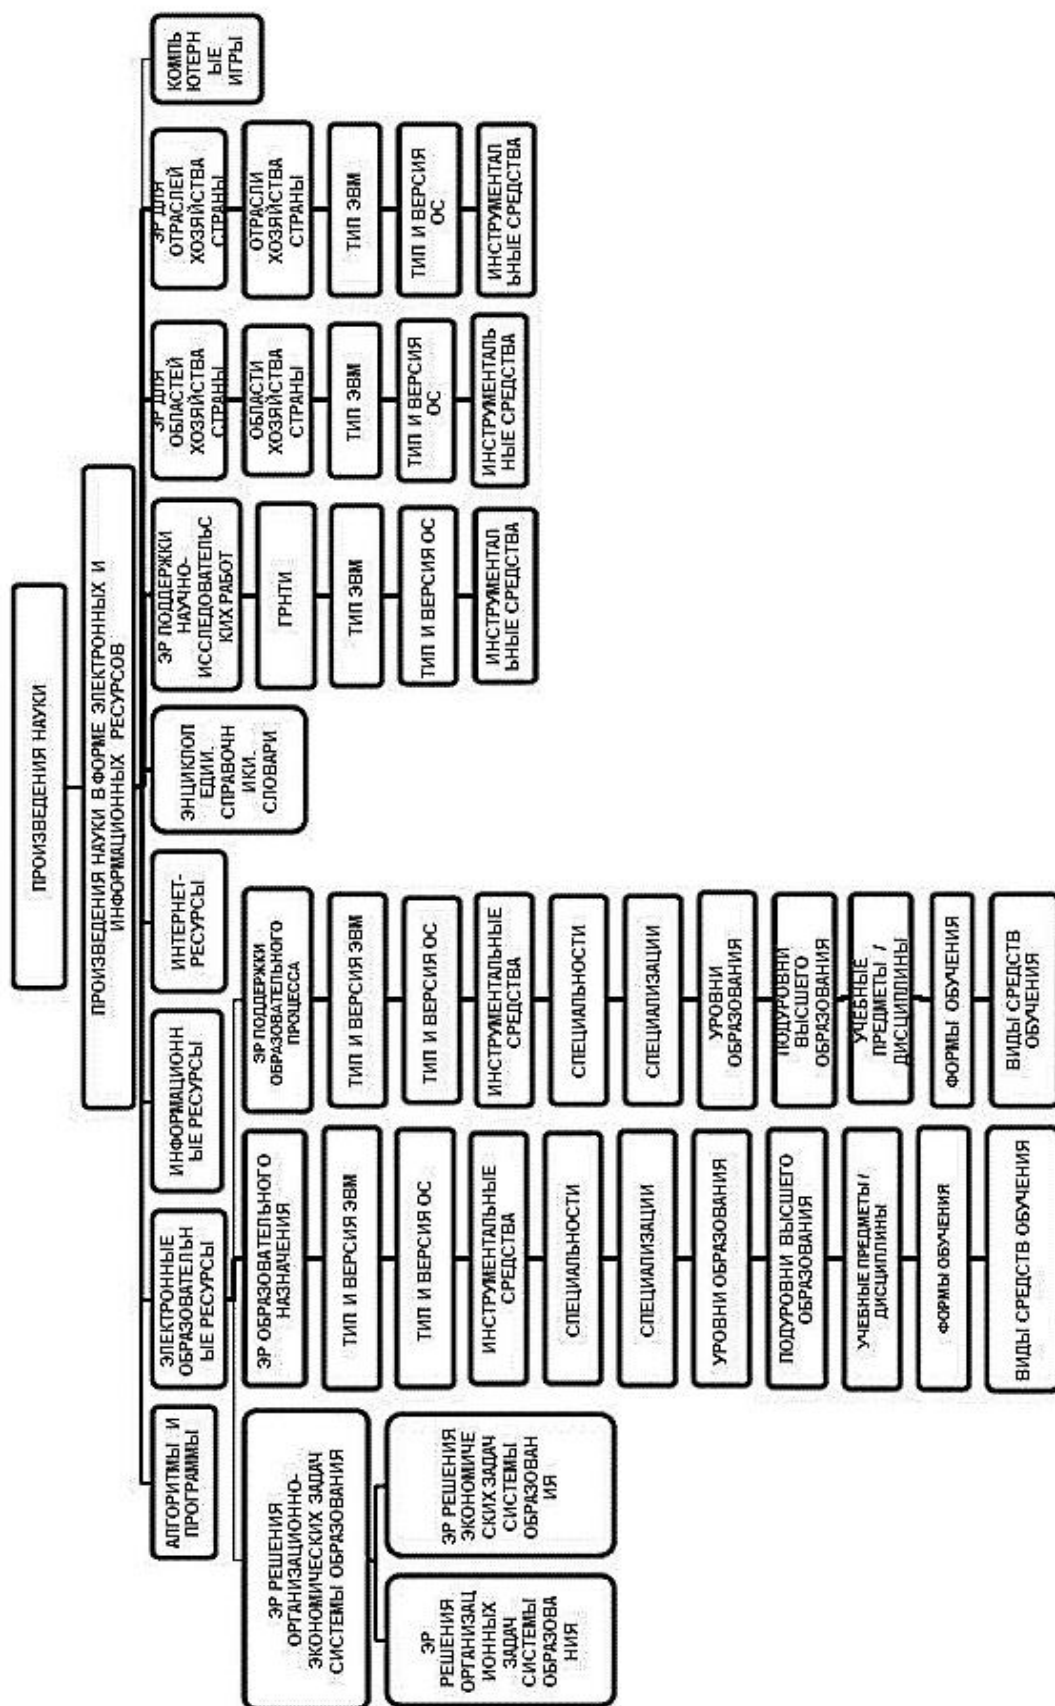 ПРОИЗВЕДЕНИЯ НАУКИ
ПРОИЗВЕДЕНИЯ НАУКИ В ФОРМЕ ЭЛЕКТРОННЫХ И
ИНФОРМАЦИОННЫХ РЕСУРСОВ
АЛГОРИТМЫ И
ПРОГРАММЫ
ЭЛЕКТРОННЫЕ
ОБРАЗОВАТЕЛЬН
ЫЕ РЕСУРСЫ
ИНФОРМАЦИОНН
ЫЕ РЕСУРСЫ
ИНТЕРНЕТ-
РЕСУРСЫ
ЭНЦИКЛОП
ЕДИИ.
СПРАВОЧН
ИКИ.
СЛОВАРИ
ЭР ПОДДЕРЖКИ
НАУЧНО-
ИССЛЕДОВАТЕЛЬС
КИХ РАБОТ
ЭР ДЛЯ
ОБЛАСТЕЙ
ХОЗЯЙСТВА
СТРАНЫ
ЭР ДЛЯ
ОТРАСЛЕЙ
ХОЗЯЙСТВА
СТРАНЫ
КОМПЬ
ЮТЕРН
ЫЕ
ИГРЫ
ЭР РЕШЕНИЯ
ОРГАНИЗАЦИОННО-
ЭКОНОМИЧЕСКИХ ЗАДАЧ
СИСТЕМЫ ОБРАЗОВАНИЯ
ЭР
РЕШЕНИЯ
ОРГАНИЗАЦ
ИОННЫХ
ЗАДАЧ
СИСТЕМЫ
ОБРАЗОВА
НИЯ
ЭР РЕШЕНИЯ
ЭКОНОМИЧЕ
СКИХ ЗАДАЧ
СИСТЕМЫ
ОБРАЗОВАН
ИЯ
ЭР ОБРАЗОВАТЕЛЬНОГО
НАЗНАЧЕНИЯ
ТИП И ВЕРСИЯ ЭВМ
ТИП И ВЕРСИЯ ОС
ИНСТРУМЕНТАЛЬНЫЕ
СРЕДСТВА
СПЕЦИАЛЬНОСТИ
СПЕЦИАЛИЗАЦИИ
УРОВНИ ОБРАЗОВАНИЯ
ПОДУРОВНИ ВЫСШЕГО
ОБРАЗОВАНИЯ
УЧЕБНЫЕ ПРЕДМЕТЫ /
ДИСЦИПЛИНЫ
ФОРМЫ ОБУЧЕНИЯ
ВИДЫ СРЕДСТВ ОБУЧЕНИЯ
ЭР ПОДДЕРЖКИ
ОБРАЗОВАТЕЛЬНОГО
ПРОЦЕССА
ТИП И ВЕРСИЯ ЭВМ
ТИП И ВЕРСИЯ ОС
ИНСТРУМЕНТАЛЬНЫЕ
СРЕДСТВА
СПЕЦИАЛЬНОСТИ
СПЕЦИАЛИЗАЦИИ
УРОВНИ
ОБРАЗОВАНИЯ
ПОДУРОВНИ
ВЫСШЕГО
ОБРАЗОВАНИЯ
УЧЕБНЫЕ
ПРЕДМЕТЫ /
ДИСЦИПЛИНЫ
ФОРМЫ ОБУЧЕНИЯ
ВИДЫ СРЕДСТВ
ОБУЧЕНИЯ
ГРНТИ
ТИП ЭВМ
ТИП И ВЕРСИЯ ОС
ИНСТРУМЕНТАЛ
ЬНЫЕ СРЕДСТВА
ОБЛАСТИ
ХОЗЯЙСТВА
СТРАНЫ
ТИП ЭВМ
ТИП И ВЕРСИЯ
ОС
ИНСТРУМЕНТАЛЬ
НЫЕ СРЕДСТВА
ОТРАСЛИ
ХОЗЯЙСТВА
СТРАНЫ
ТИП ЭВМ
ТИП И ВЕРСИЯ
ОС
ИНСТРУМЕНТАЛ
ЬНЫЕ СРЕДСТВА